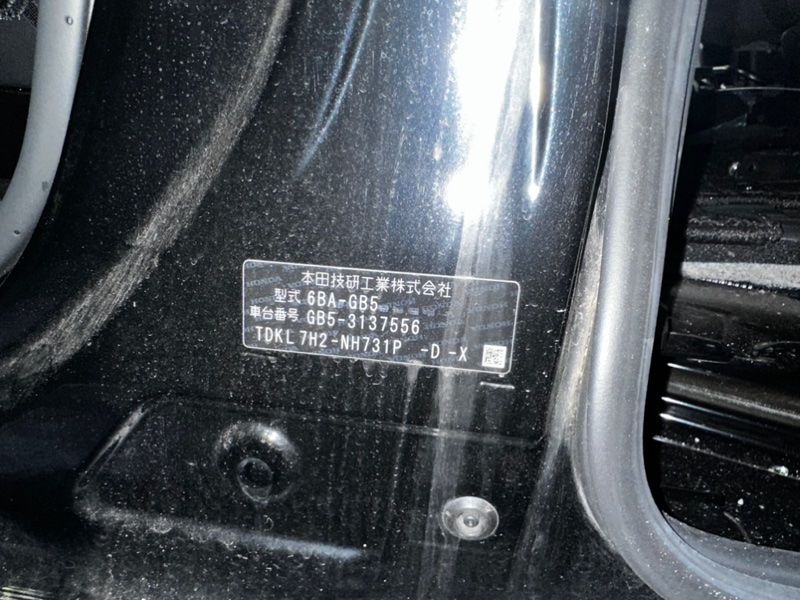 本田技研工業株式会社
型式 6BA-GB5
車台番号 GB5-3137556
TDKL 7H2-NH731P -D -X